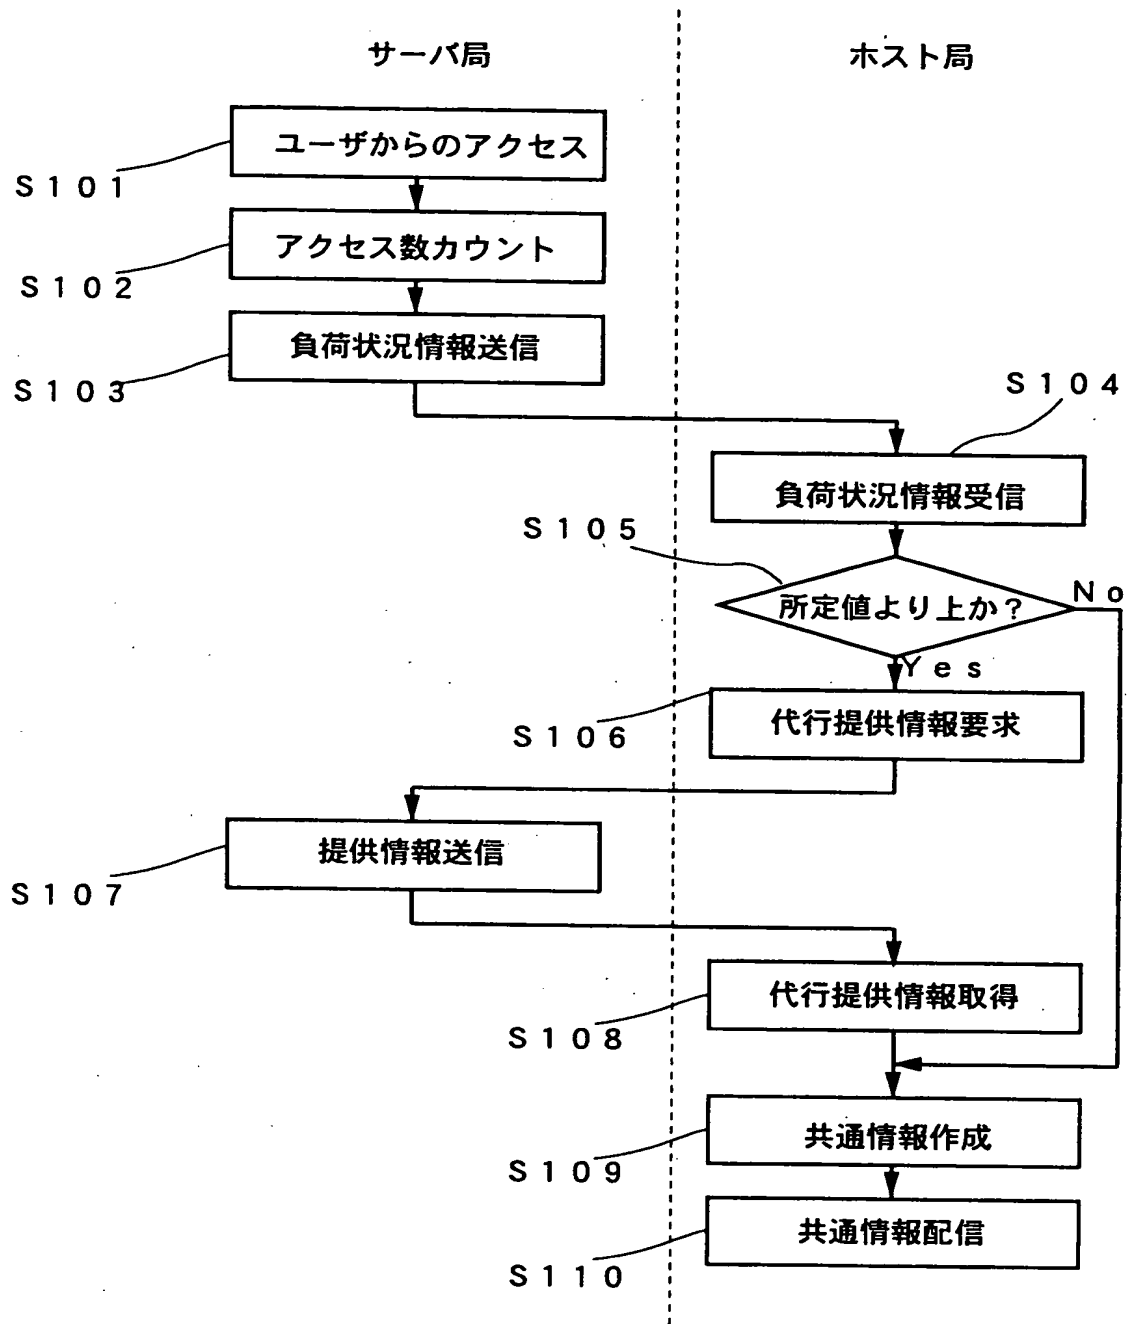 サーバ局
ホスト局
ユーザからのアクセス
S101
アクセス数カウント
S102
負荷状況情報送信
S103
S104
負荷状況情報受信
S105
所定値より上か？
No
Yes
代行提供情報要求
S106
提供情報送信
S107
代行提供情報取得
S108
共通情報作成
S109
共通情報配信
S110